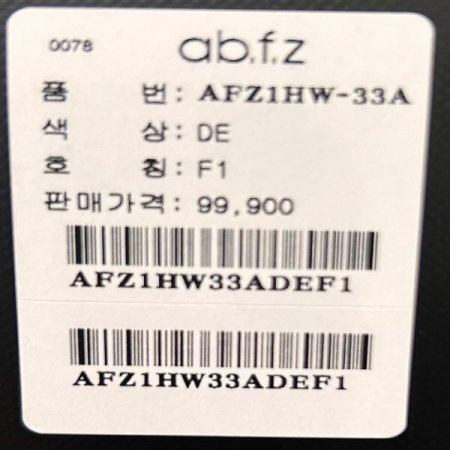 0078 ab.f.z
품 번: AFZ1HW-33A
색 상: DE
호 칭: F1
판매가격: 99,900
AFZ1HW33ADEF1
AFZ1HW33ADEF1